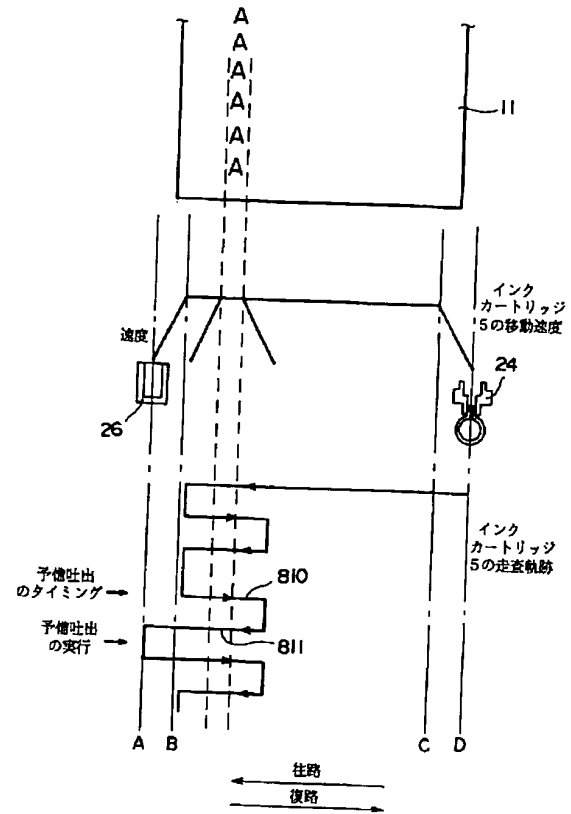 A
A
A
A
A
A
11
インク
カートリッジ
5の移動速度
速度
24
26
インク
カートリッジ
5の走査軌跡
810
予備吐出
のタイミング
予備吐出
の実行
811
A B C D
往路
復路